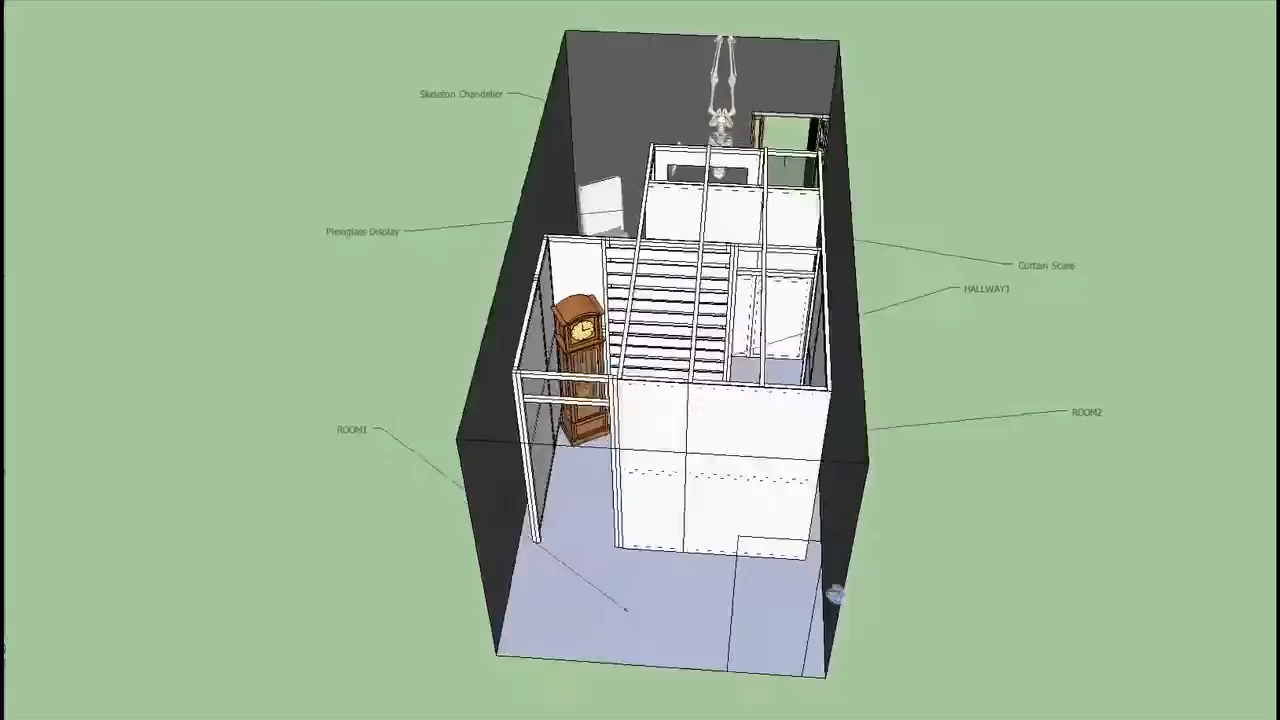 Skeleton Chandelier
Plexiglass Display
Curtain Scare
HALLWAY1
ROOM2
ROOM1